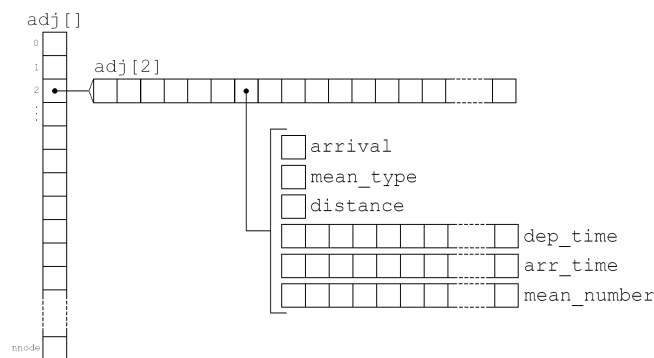 adj[]
0
1
adj[2]
2
⋮
arrival
mean_type
distance
dep_time
arr_time
mean_number
nnode